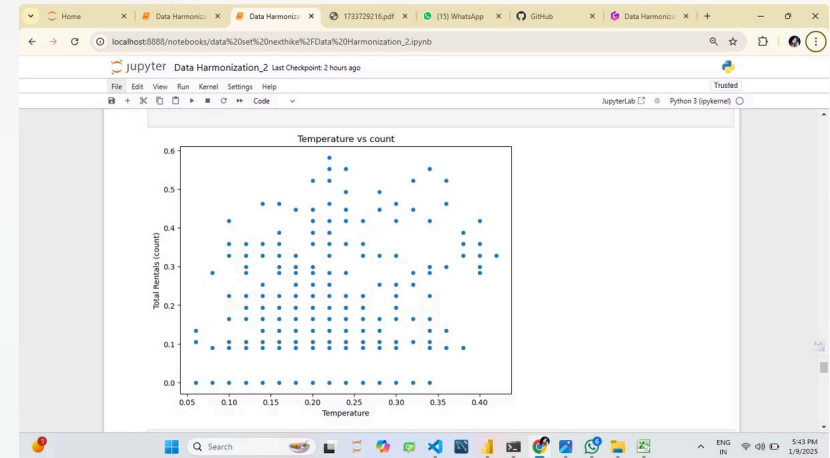 Home
Data Harmoniza
Data Harmoniza
1733729216.pdf
(15) WhatsApp
GitHub
Data Harmoniza
localhost:8888/notebooks/data%20set%20nexthike%2FData%20Harmonization_2.ipynb
jupyter Data Harmonization_2 Last Checkpoint: 2 hours ago
File Edit View Run Kernel Settings Help
Trusted
Code
JupyterLab
Python 3 (ipykernel)
Temperature vs count
0.6
0.5
0.4
0.3
0.2
0.1
0.0
Total Rentals (count)
0.05 0.10 0.15 0.20 0.25 0.30 0.35 0.40
Temperature
Search
ENG
IN
5:43 PM
1/9/2025